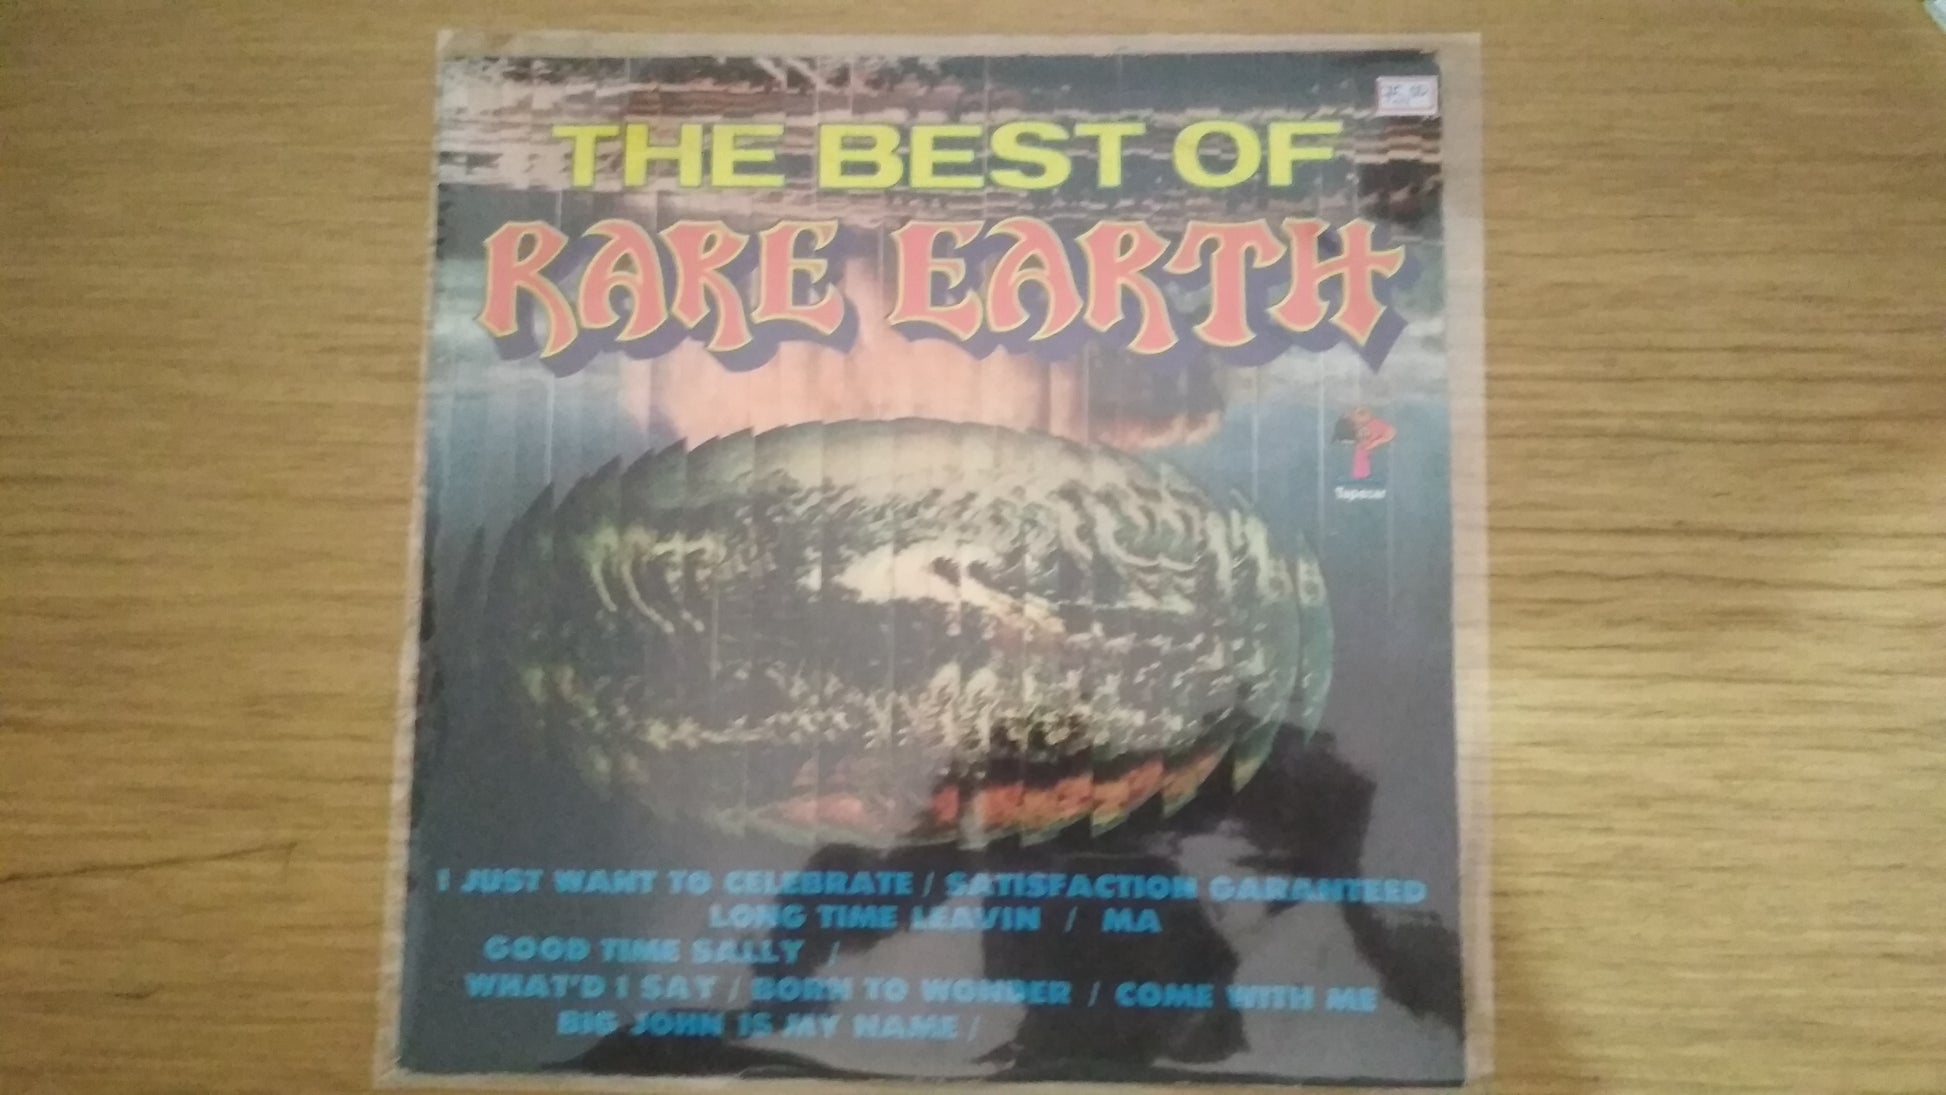 THE BEST OF
RARE EARTH
Tapecar
I JUST WANT TO CELEBRATE / SATISFACTION GARANTEED
LONG TIME LEAVIN / MA
GOOD TIME SALLY /
WHAT'D I SAY / BORN TO WONDER / COME WITH ME
BIG JOHN IS MY NAME /